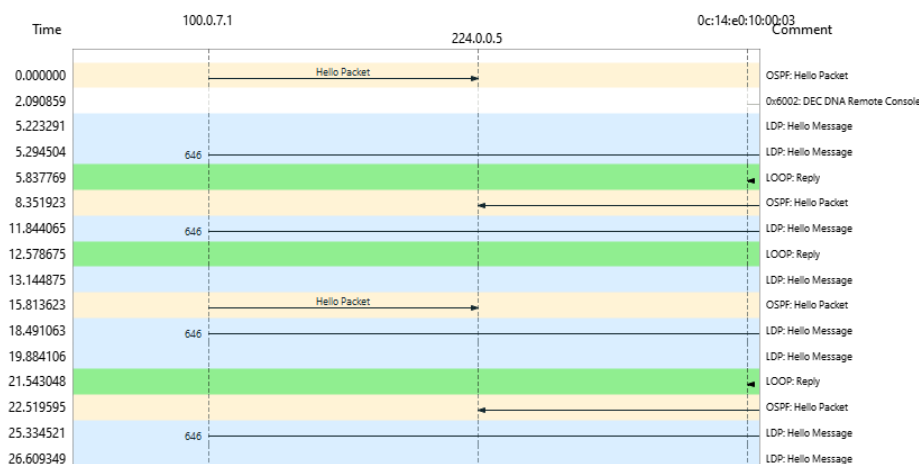 Time 100.0.7.1 224.0.0.5 0c:14:e0:10:00:03 Comment
0.000000 Hello Packet OSPF: Hello Packet
2.090859 0x6002: DEC DNA Remote Console
5.223291 LDP: Hello Message
5.294504 646 LDP: Hello Message
5.837769 LOOP: Reply
8.351923 OSPF: Hello Packet
11.844065 646 LDP: Hello Message
12.578675 LOOP: Reply
13.144875 LDP: Hello Message
15.813623 Hello Packet OSPF: Hello Packet
18.491063 646 LDP: Hello Message
19.884106 LDP: Hello Message
21.543048 LOOP: Reply
22.519595 OSPF: Hello Packet
25.334521 646 LDP: Hello Message
26.609349 LDP: Hello Message